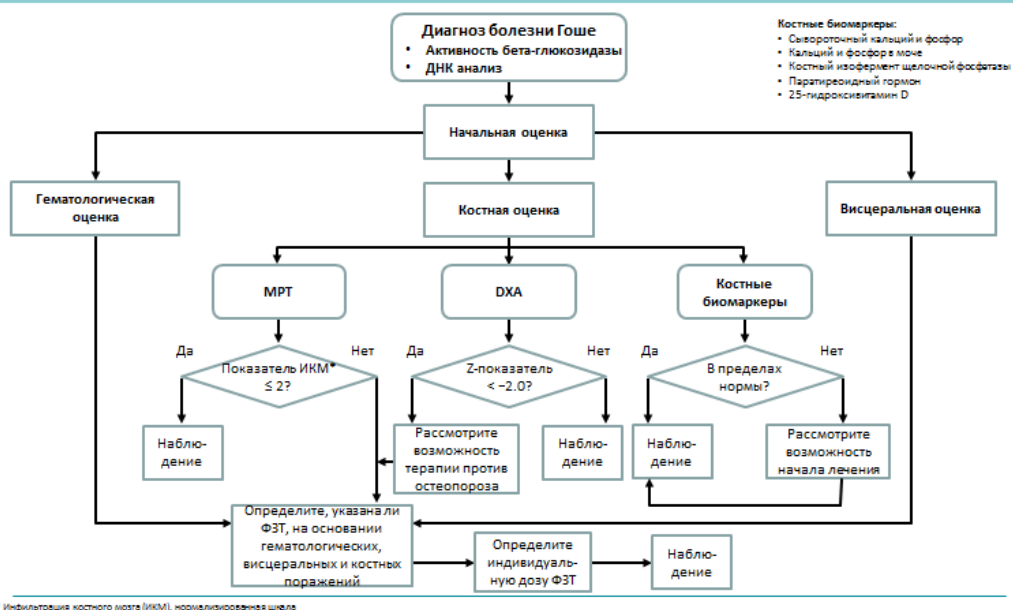 Диагноз болезни Гоше
• Активность бета-глюкозидазы
• ДНК анализ
Костные биомаркеры:
• Сывороточный кальций и фосфор
• Кальций и фосфор в моче
• Костный изофермент щелочной фосфатазы
• Паратиреоидный гормон
• 25-гидроксивитамин D
Начальная оценка
Гематологическая
оценка
Костная оценка
Висцеральная оценка
МРТ
DXA
Костные
биомаркеры
Да
Нет
Показатель ИКМ*
≤ 2?
Да
Нет
Z-показатель
< −2.0?
Да
Нет
В пределах
нормы?
Наблю-
дение
Рассмотрите
возможность
терапии против
остеопороза
Наблю-
дение
Наблю-
дение
Рассмотрите
возможность
начала лечения
Определите, указана ли
ФЗТ, на основании
гематологических,
висцеральных и костных
поражений
Определите
индивидуаль-
ную дозу ФЗТ
Наблю-
дение
Инфильтрация костного мозга (ИКМ), нормализированная шкала